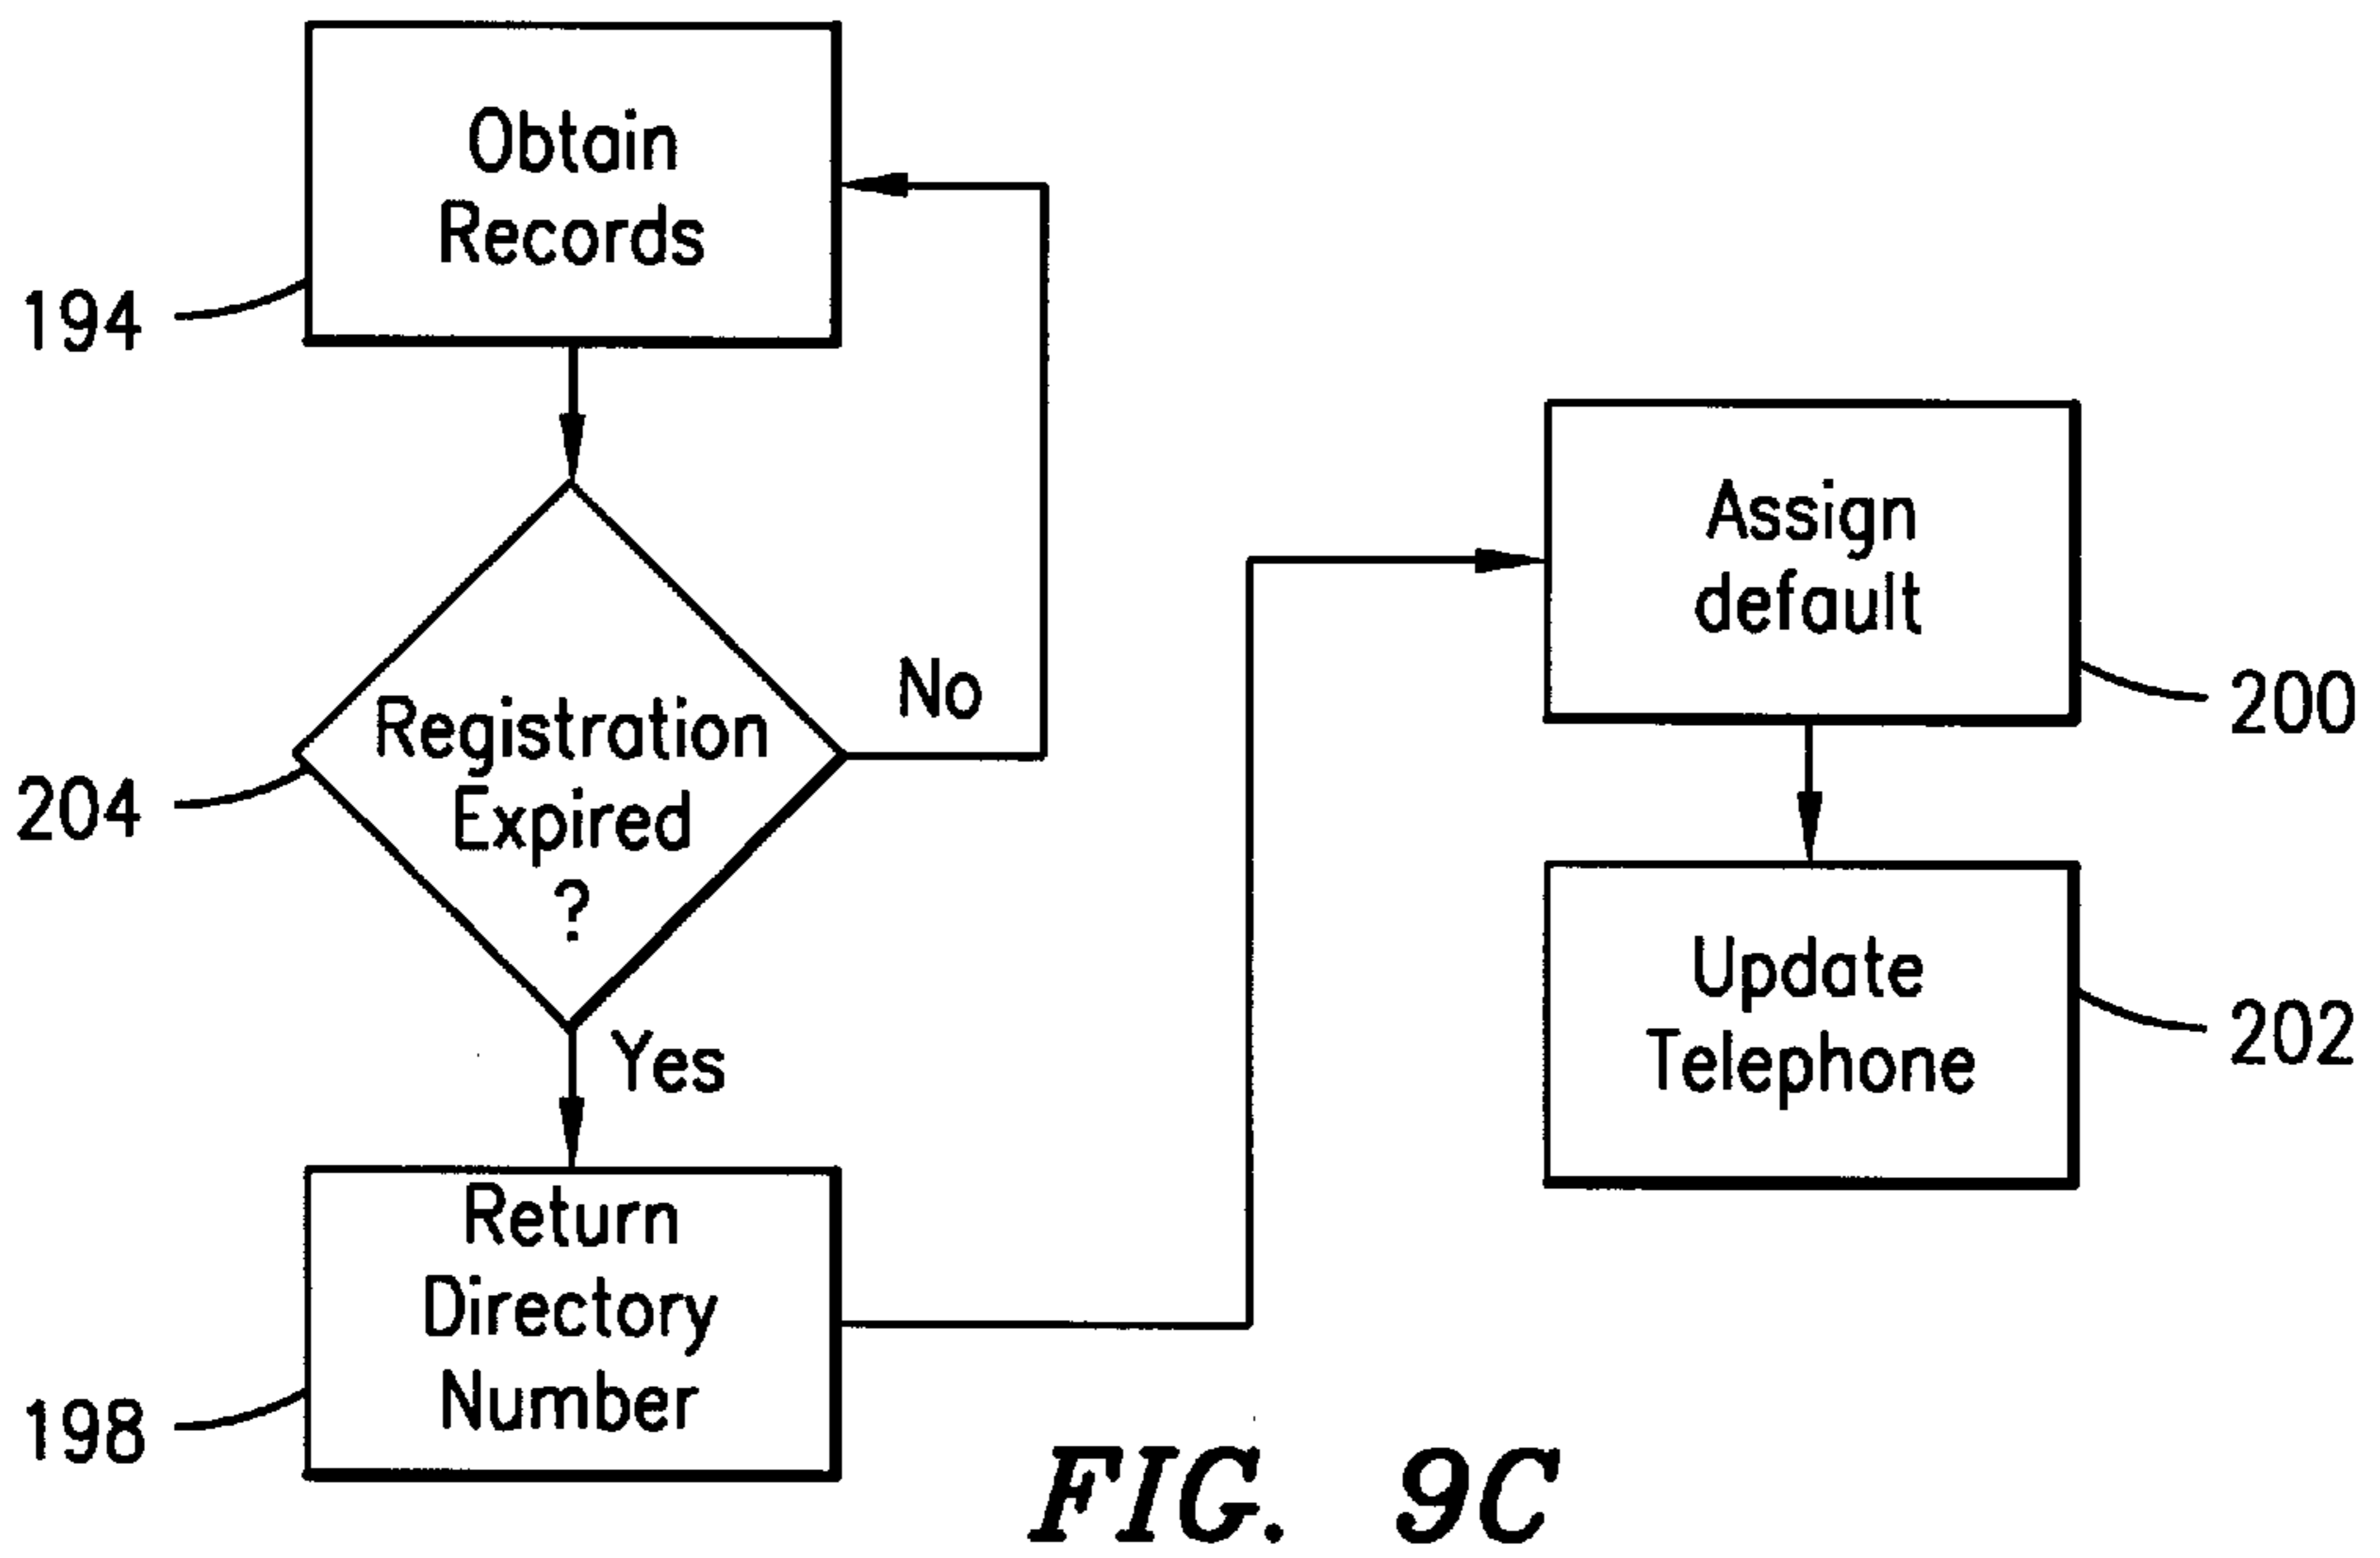 Obtain
Records
194
Registration
Expired
?
204
No
Yes
Return
Directory
Number
198
Assign
default
200
Update
Telephone
202
FIG. 9C